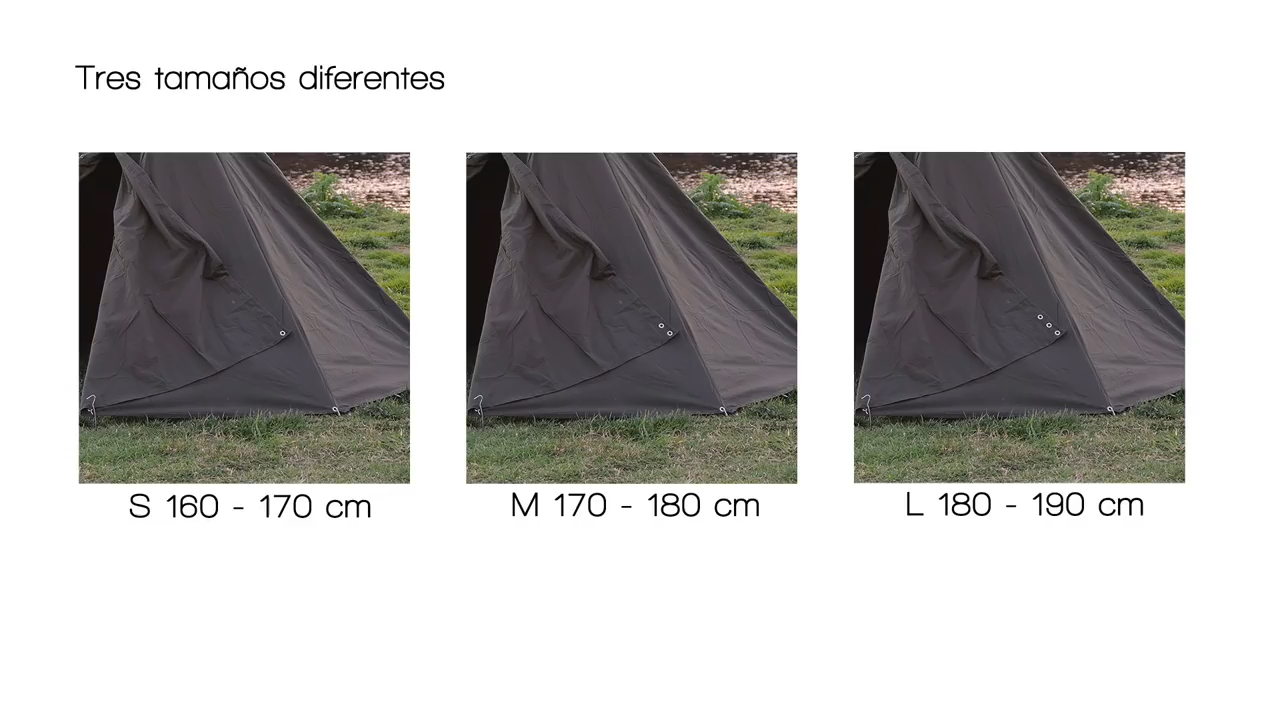 Tres tamaños diferentes
S 160 - 170 cm
M 170 - 180 cm
L 180 - 190 cm